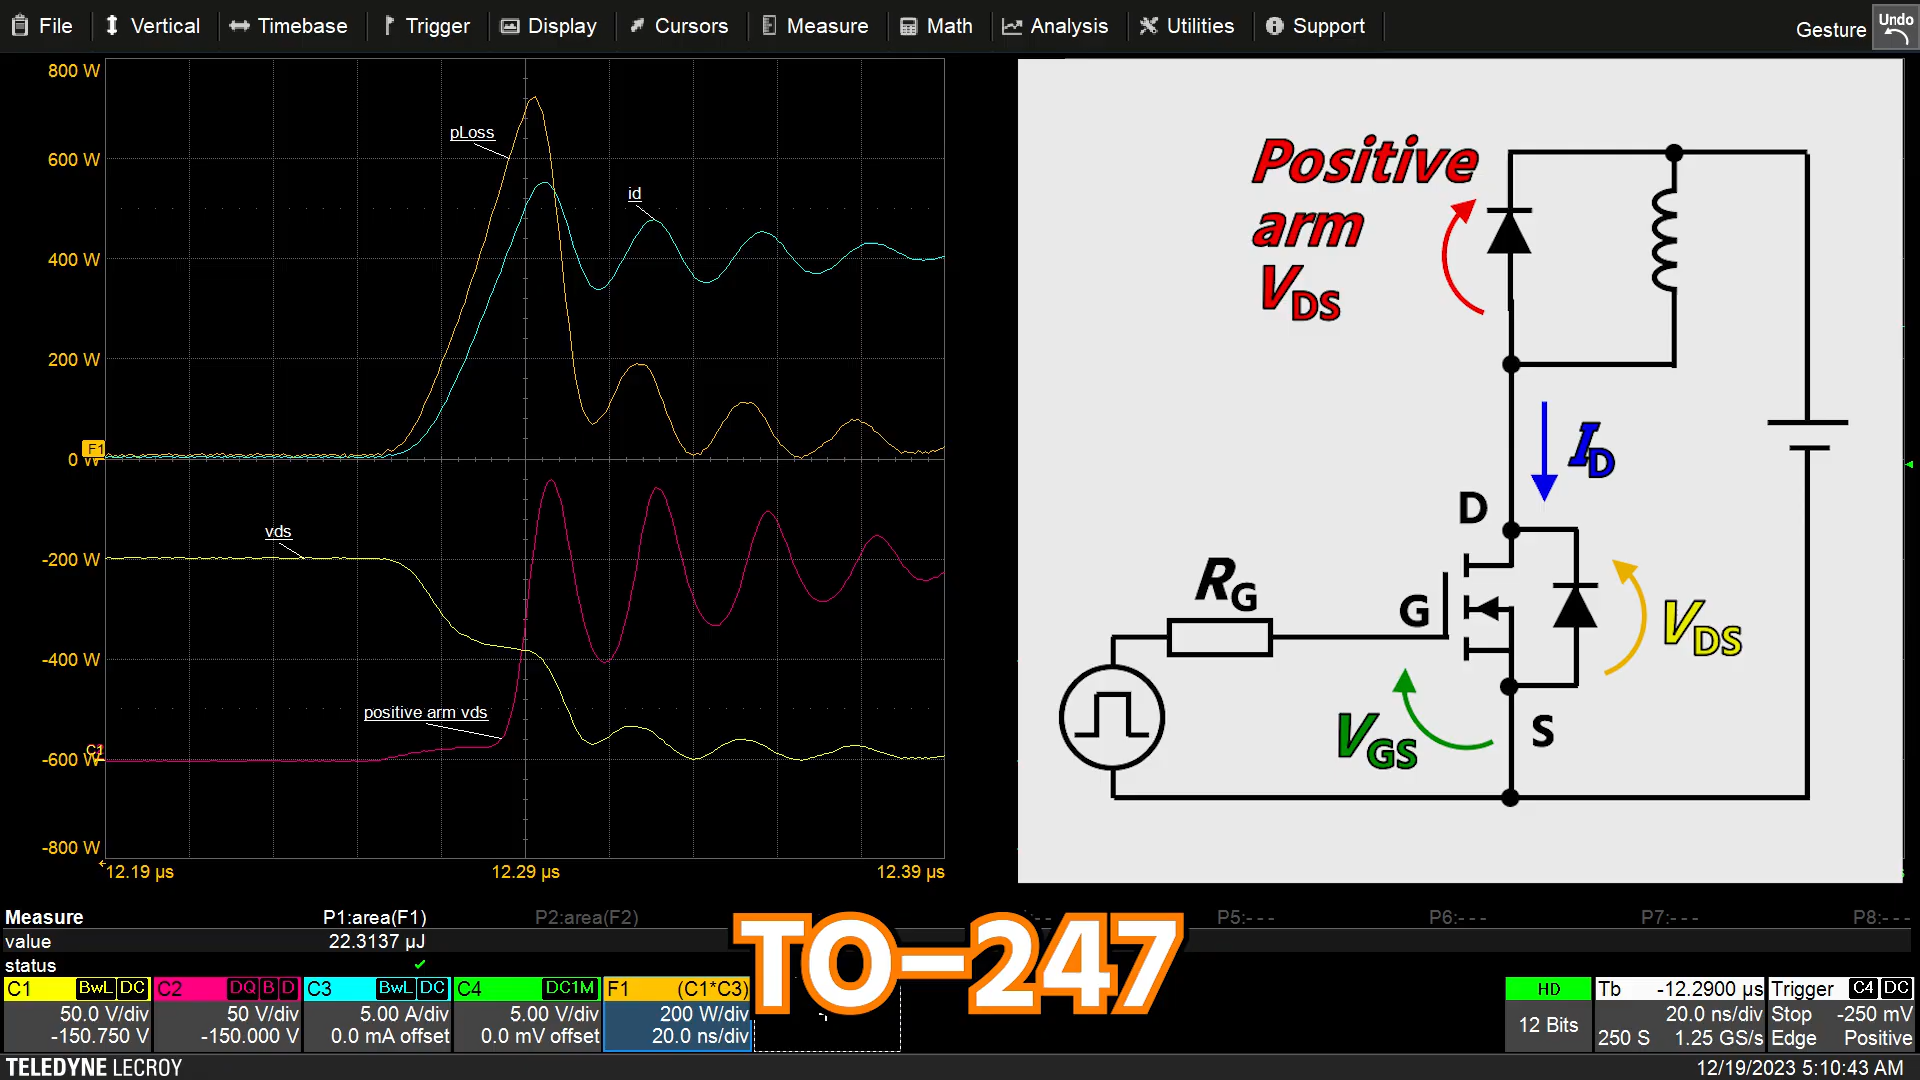 File Vertical Timebase Trigger Display Cursors Measure Math Analysis Utilities Support
Gesture Undo
800 W
600 W
400 W
200 W
0 W
-200 W
-400 W
-600 W
-800 W
F1
C1
pLoss
id
vds
positive arm vds
12.19 µs 12.29 µs 12.39 µs
Positive
arm
VDS
ID
D
RG
G
VDS
VGS
S
Measure P1:area(F1) P2:area(F2) P5:--- P6:--- P7:--- P8:---
value 22.3137 µJ
status
TO-247
C1 BwL DC
50.0 V/div
-150.750 V
C2 DQ B D
50 V/div
-150.000 V
C3 BwL DC
5.00 A/div
0.0 mA offset
C4 DC1M
5.00 V/div
0.0 mV offset
F1 (C1*C3)
200 W/div
20.0 ns/div
HD
12 Bits
Tb -12.2900 µs
20.0 ns/div
250 S 1.25 GS/s
Trigger C4 DC
Stop -250 mV
Edge Positive
TELEDYNE LECROY
12/19/2023 5:10:43 AM